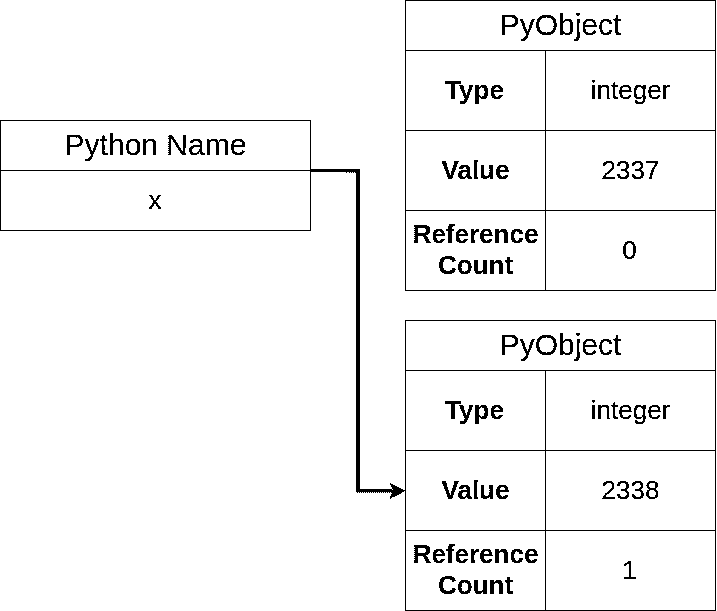 Python Name
x
PyObject
Type integer
Value 2337
Reference
Count 0
PyObject
Type integer
Value 2338
Reference
Count 1